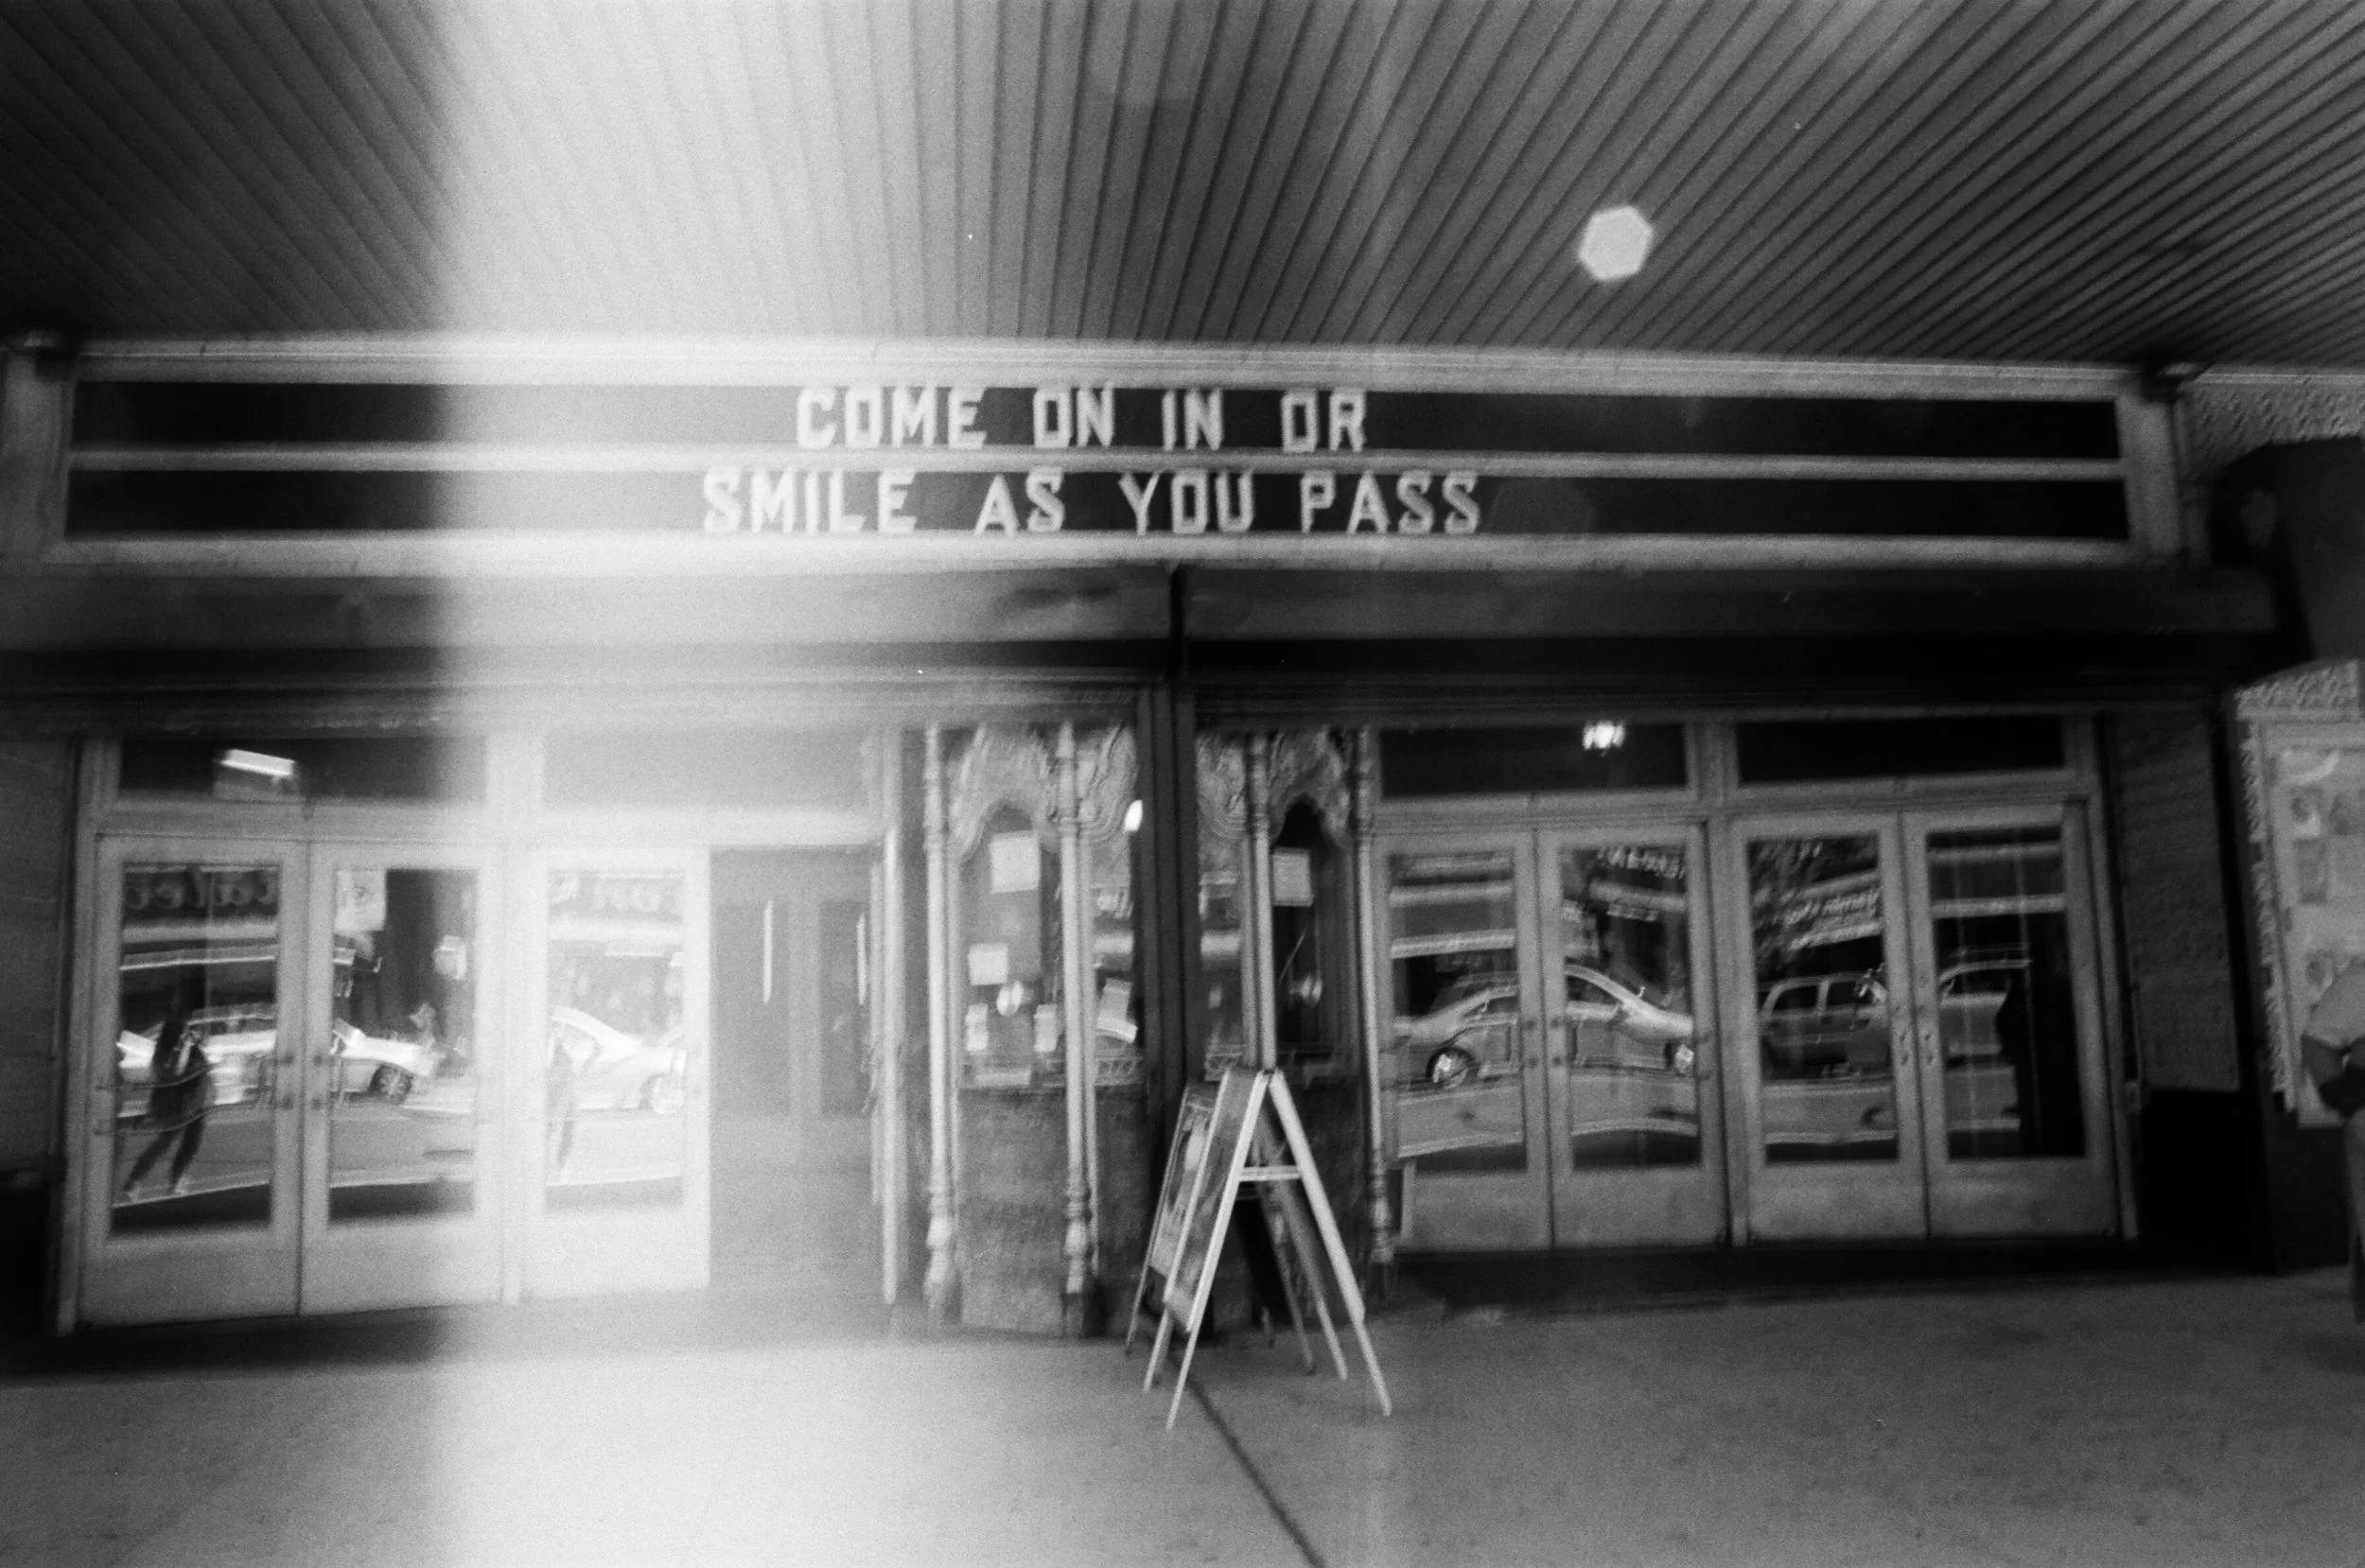 COME ON IN OR
SMILE AS YOU PASS